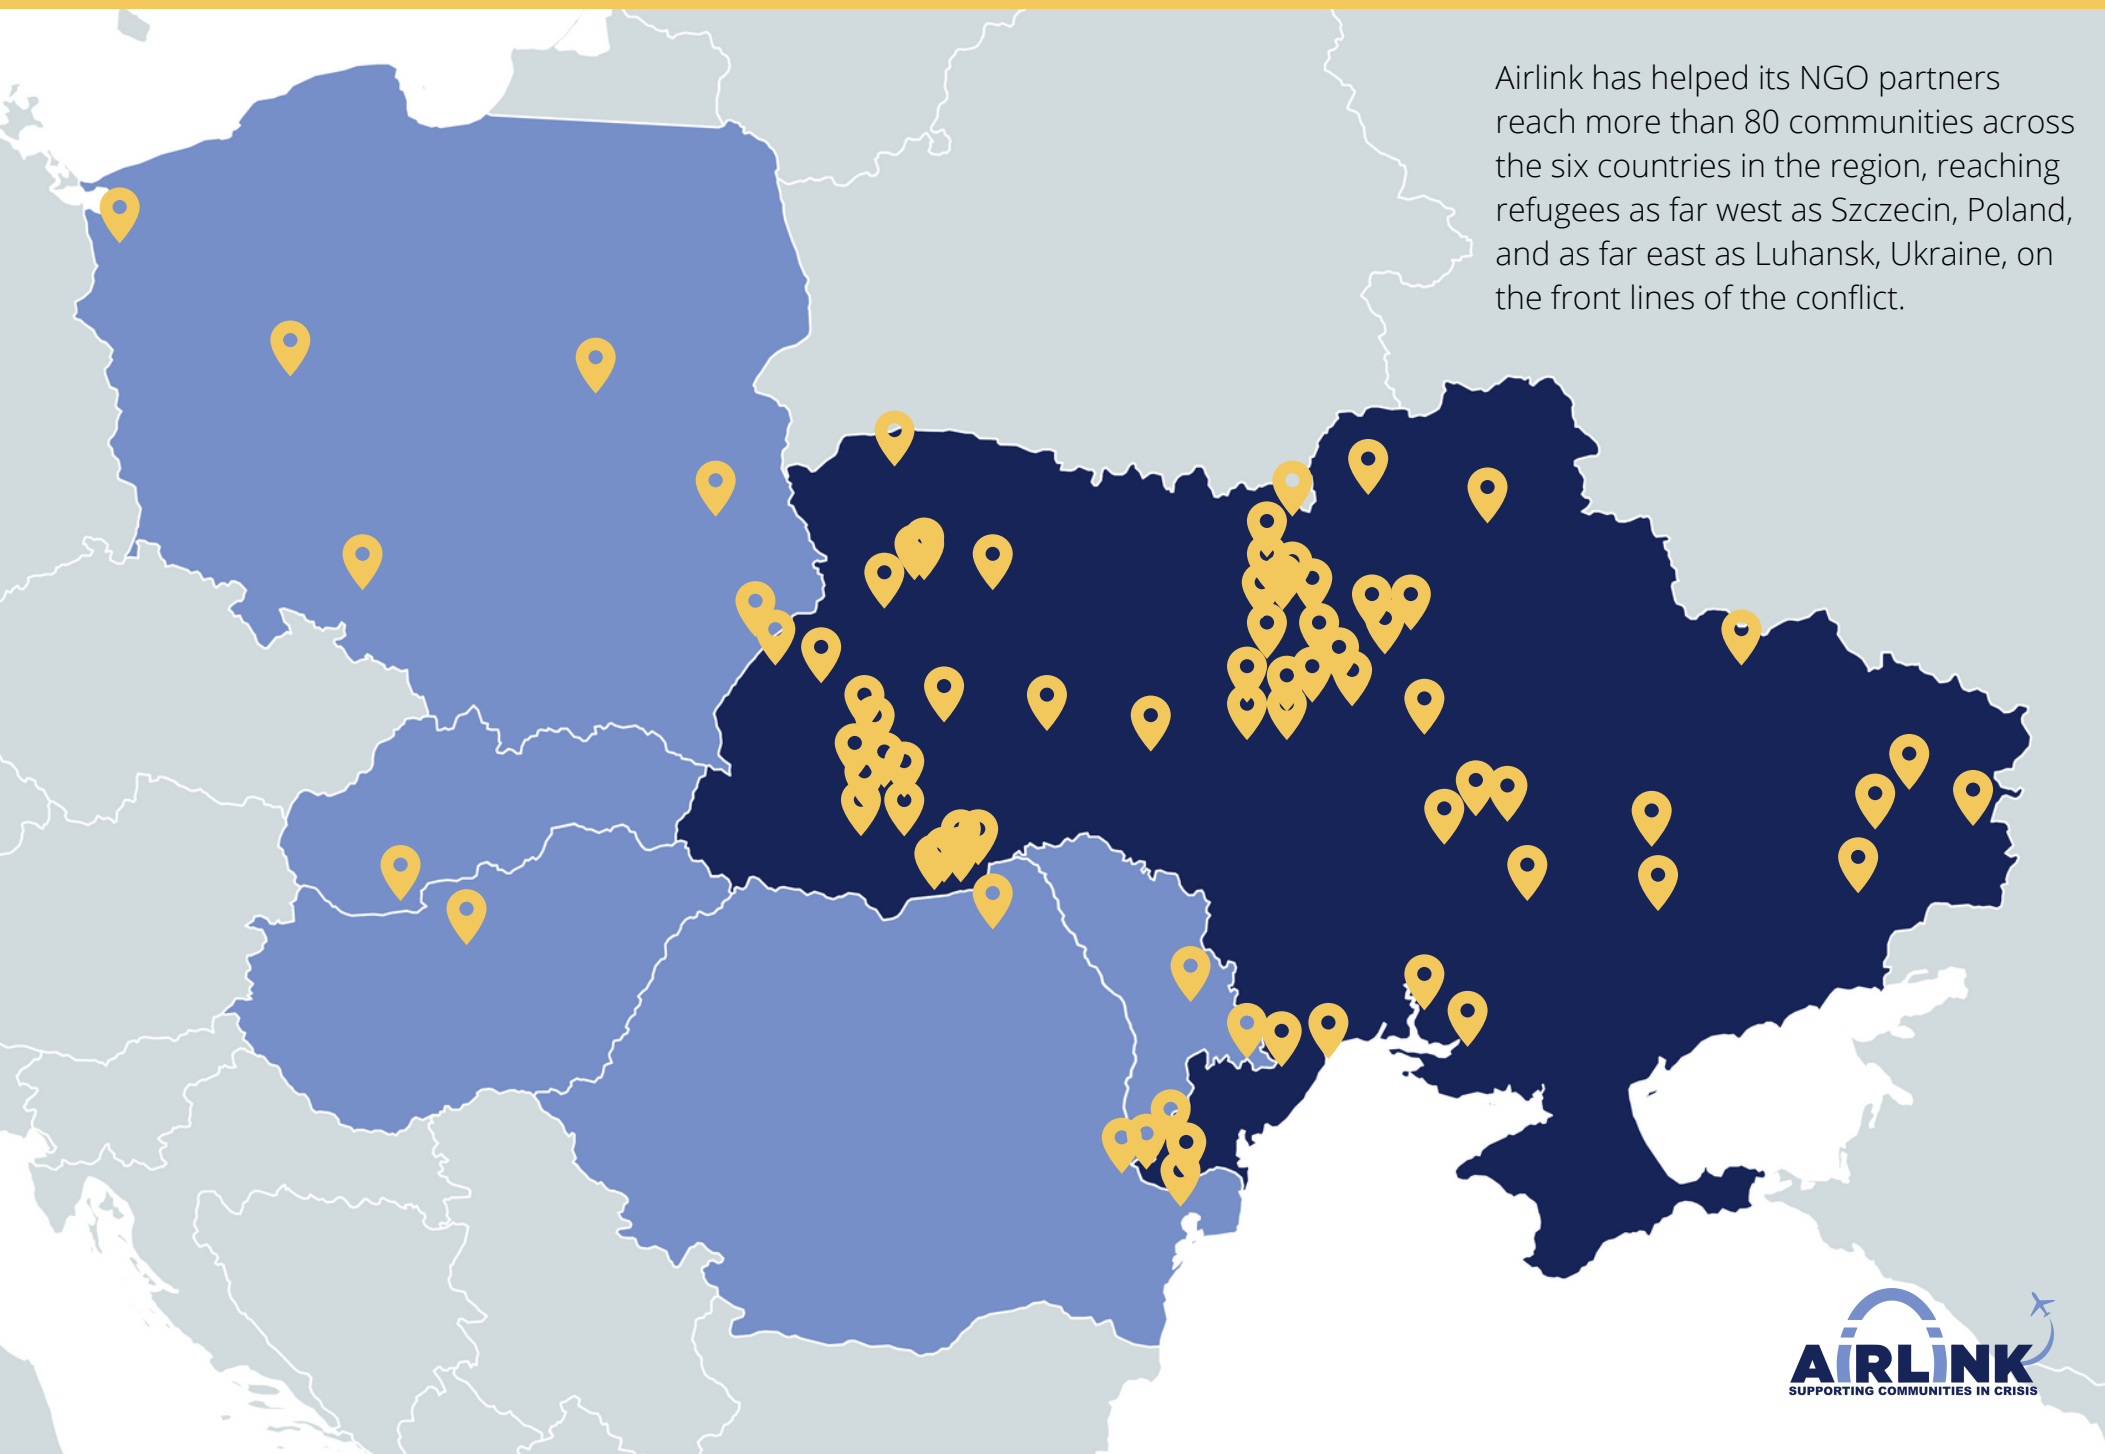 Airlink has helped its NGO partners
reach more than 80 communities across
the six countries in the region, reaching
refugees as far west as Szczecin, Poland,
and as far east as Luhansk, Ukraine, on
the front lines of the conflict.
AIRLINK
SUPPORTING COMMUNITIES IN CRISIS